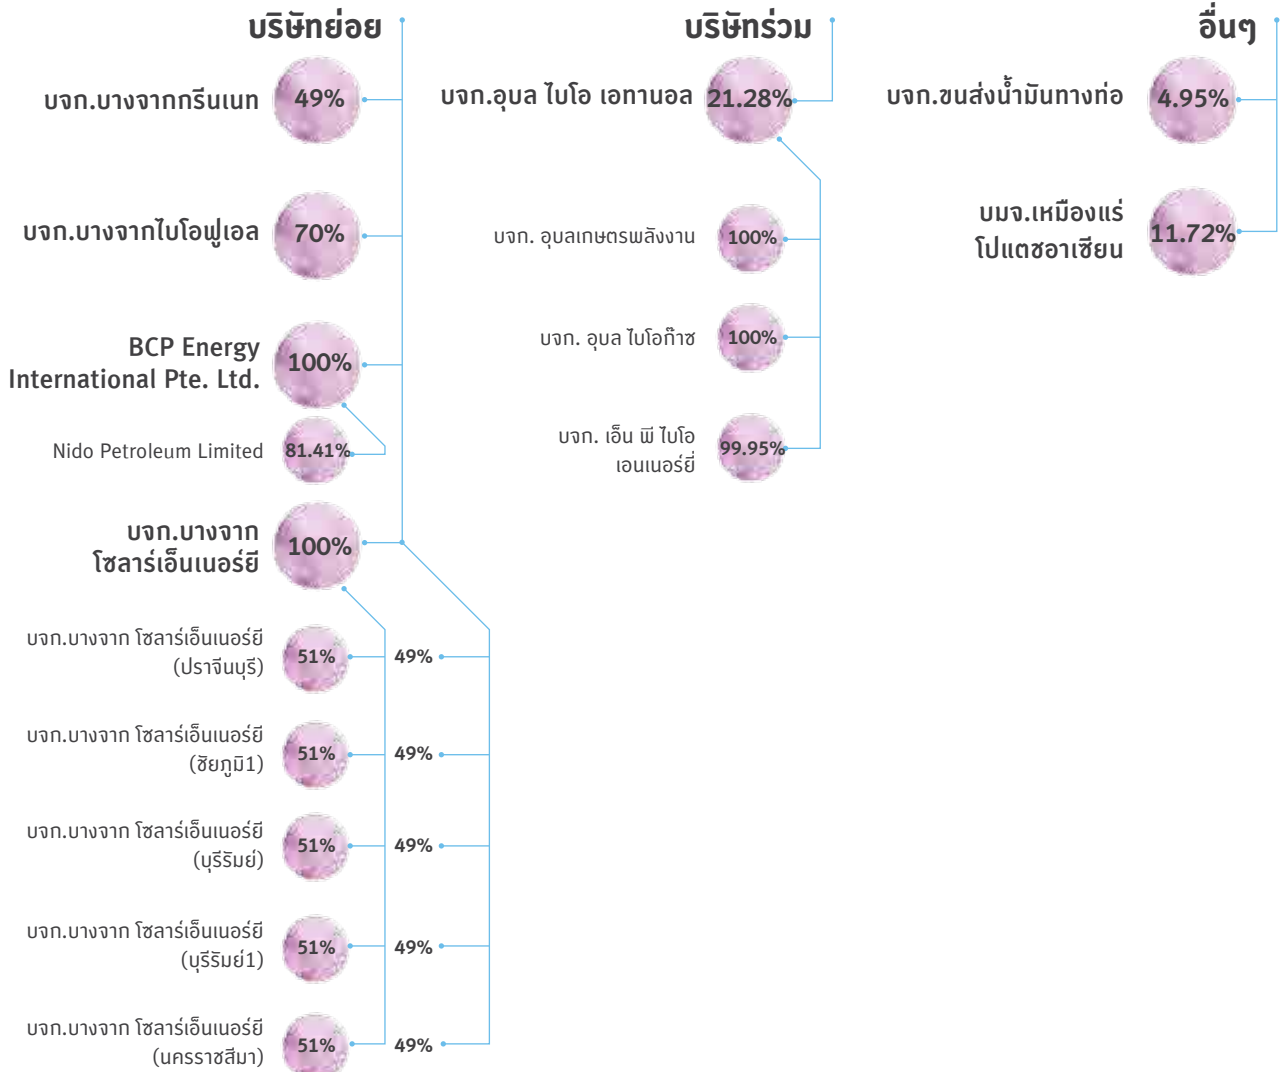 บริษัทย่อย
บจก.บางจากกรีนเนท 49%
บจก.บางจากไบโอฟูเอล 70%
BCP Energy
International Pte. Ltd. 100%
Nido Petroleum Limited 81.41%
บจก.บางจาก
โซลาร์เอ็นเนอร์ยี 100%
บจก.บางจาก โซลาร์เอ็นเนอร์ยี
(ปราจีนบุรี) 51% 49%
บจก.บางจาก โซลาร์เอ็นเนอร์ยี
(ชัยภูมิ1) 51% 49%
บจก.บางจาก โซลาร์เอ็นเนอร์ยี
(บุรีรัมย์) 51% 49%
บจก.บางจาก โซลาร์เอ็นเนอร์ยี
(บุรีรัมย์1) 51% 49%
บจก.บางจาก โซลาร์เอ็นเนอร์ยี
(นครราชสีมา) 51% 49%
บริษัทร่วม
บจก.อุบล ไบโอ เอทานอล 21.28%
บจก. อุบลเกษตรพลังงาน 100%
บจก. อุบล ไบโอก๊าซ 100%
บจก. เอ็น พี ไบโอ
เอนเนอร์ยี่ 99.95%
อื่นๆ
บจก.ขนส่งน้ำมันทางท่อ 4.95%
บมจ.เหมืองแร่
โปแตชอาเซียน 11.72%